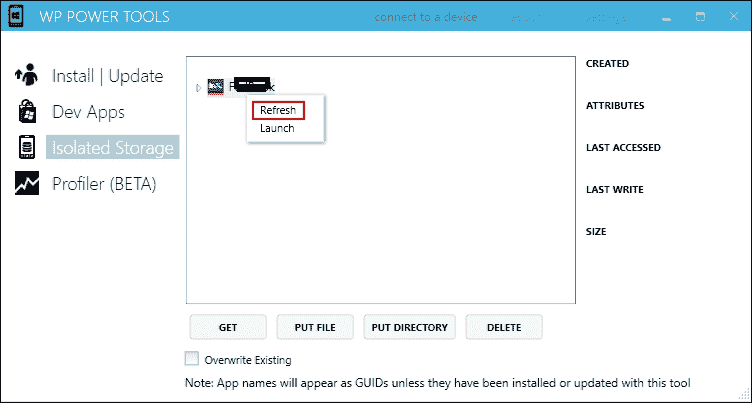 WP POWER TOOLS
connect to a device
Install | Update
Dev Apps
Isolated Storage
Profiler (BETA)
Refresh
Launch
CREATED
ATTRIBUTES
LAST ACCESSED
LAST WRITE
SIZE
GET
PUT FILE
PUT DIRECTORY
DELETE
Overwrite Existing
Note: App names will appear as GUIDs unless they have been installed or updated with this tool